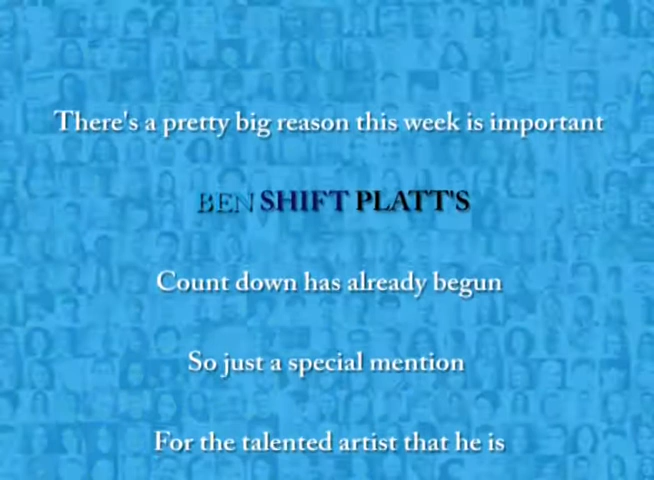 There's a pretty big reason this week is important
BEN SHIFT PLATT'S
Count down has already begun
So just a special mention
For the talented artist that he is